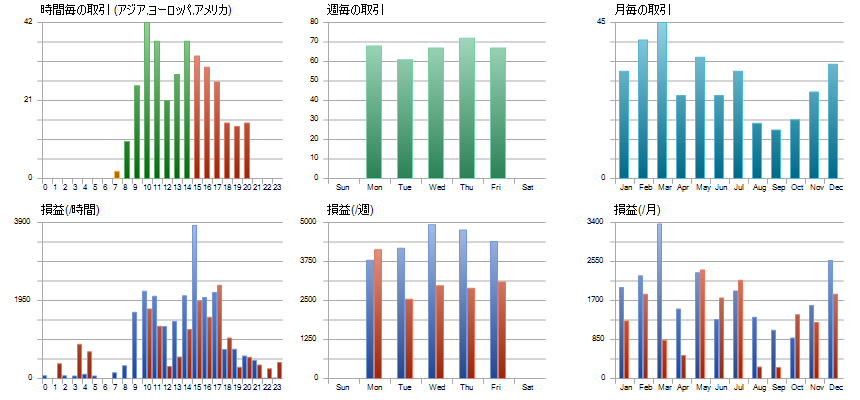 時間毎の取引 (アジア,ヨーロッパ,アメリカ)
42
21
0
0 1 2 3 4 5 6 7 8 9 10 11 12 13 14 15 16 17 18 19 20 21 22 23
週毎の取引
80
70
60
50
40
30
20
10
0
Sun Mon Tue Wed Thu Fri Sat
月毎の取引
45
0
Jan Feb Mar Apr May Jun Jul Aug Sep Oct Nov Dec
損益(/時間)
3900
1950
0
0 1 2 3 4 5 6 7 8 9 10 11 12 13 14 15 16 17 18 19 20 21 22 23
損益(/週)
5000
3750
2500
1250
0
Sun Mon Tue Wed Thu Fri Sat
損益(/月)
3400
2550
1700
850
0
Jan Feb Mar Apr May Jun Jul Aug Sep Oct Nov Dec